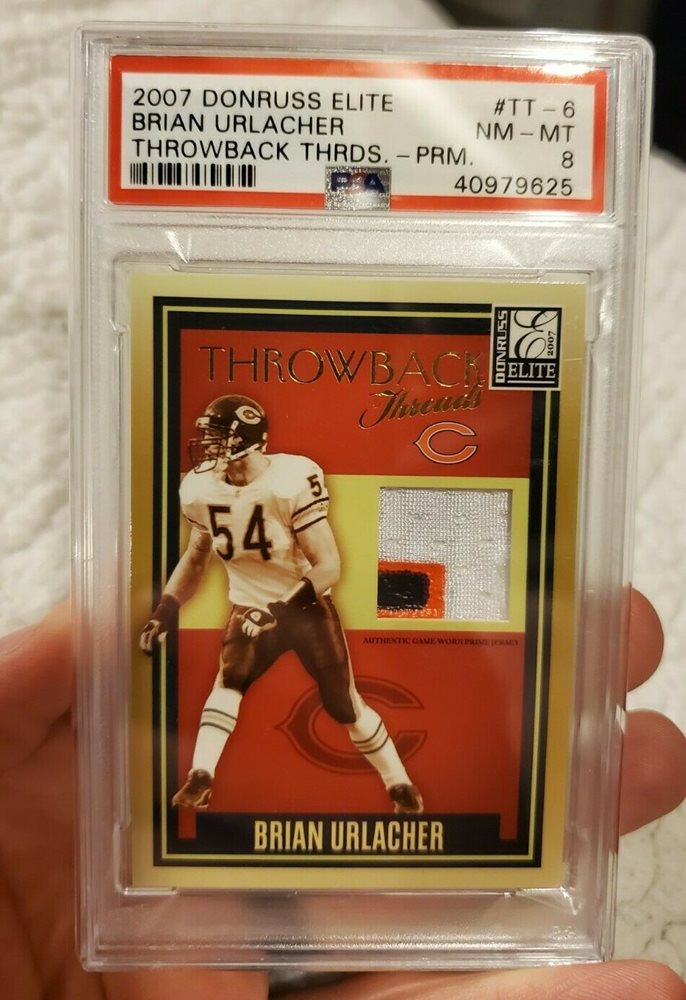 2007 DONRUSS ELITE #TT-6
BRIAN URLACHER NM-MT
THROWBACK THRDS.-PRM. 8
PSA 40979625
DONRUSS
E
2007
ELITE
THROWBACK
Threads
C
C
54
5
AUTHENTIC GAME-WORN PRIME JERSEY
C
BRIAN URLACHER